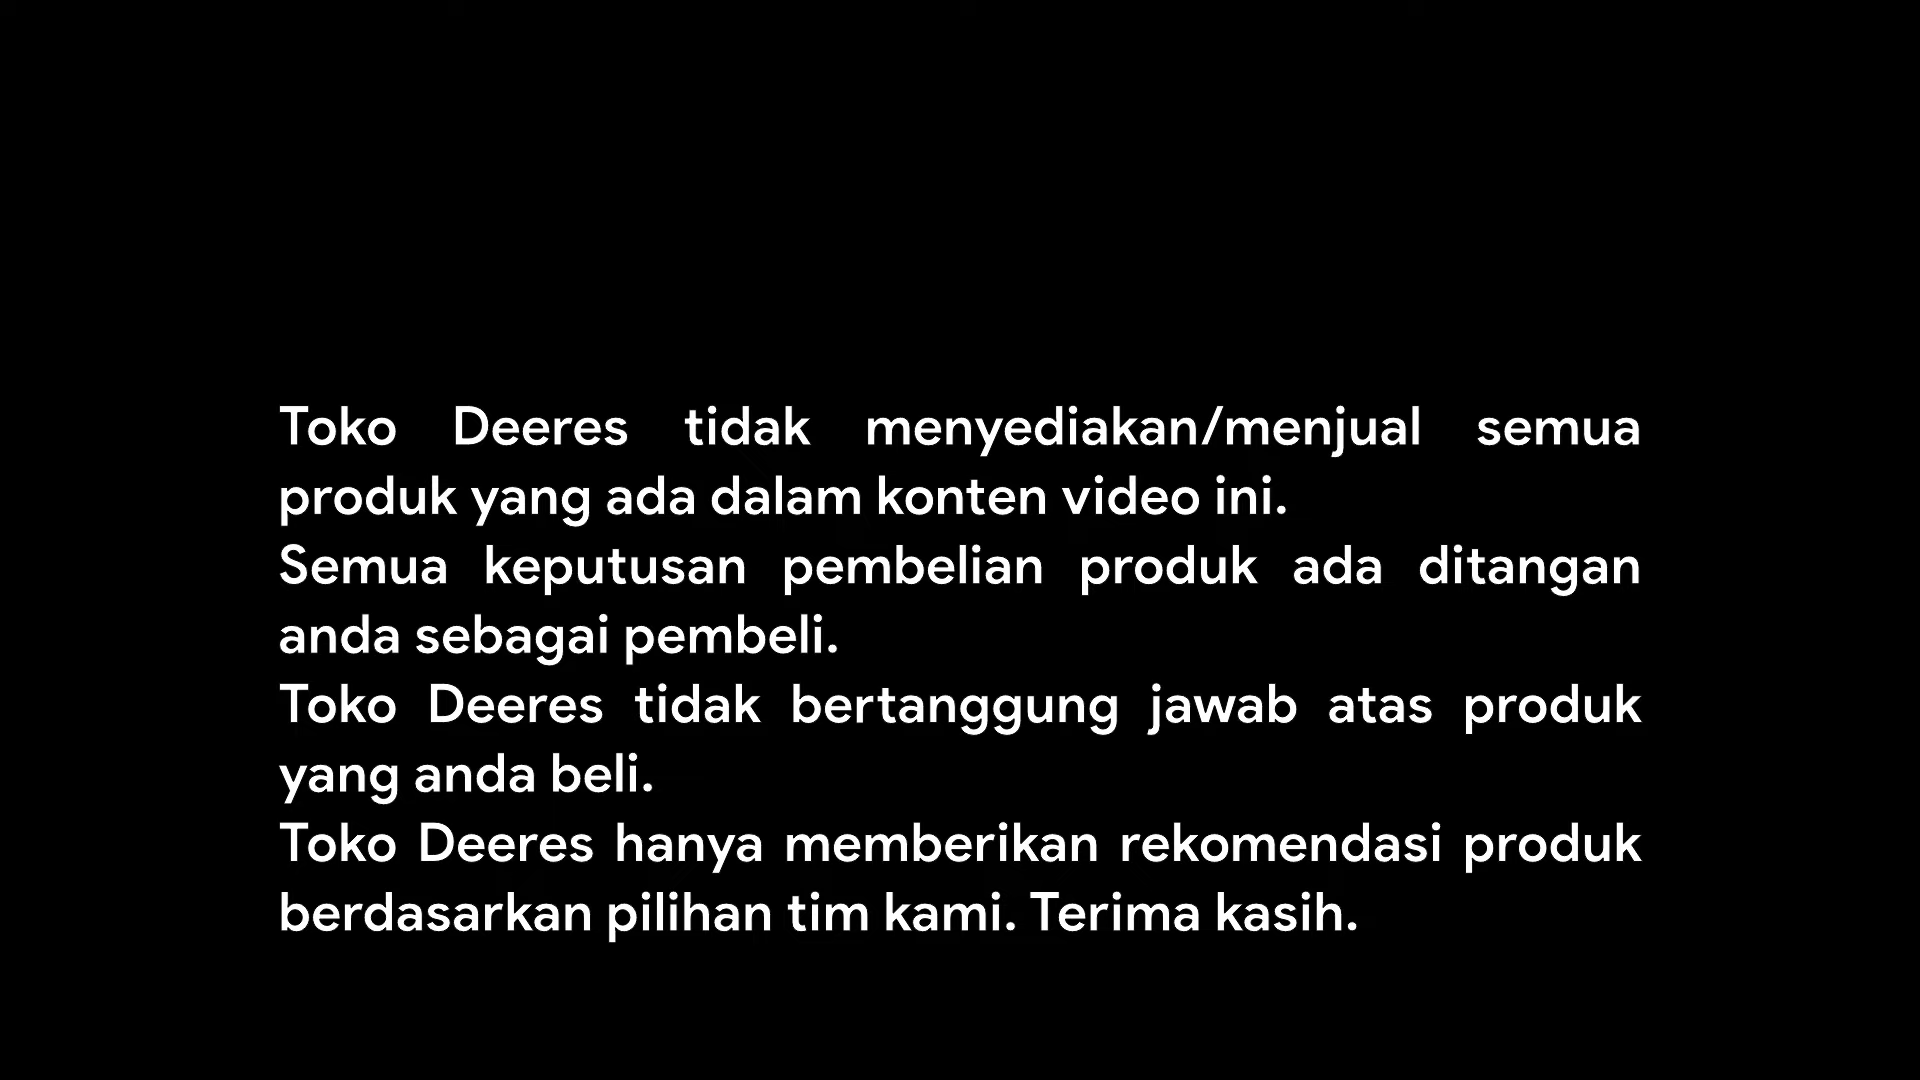 Toko Deeres tidak menyediakan/menjual semua
produk yang ada dalam konten video ini.
Semua keputusan pembelian produk ada ditangan
anda sebagai pembeli.
Toko Deeres tidak bertanggung jawab atas produk
yang anda beli.
Toko Deeres hanya memberikan rekomendasi produk
berdasarkan pilihan tim kami. Terima kasih.